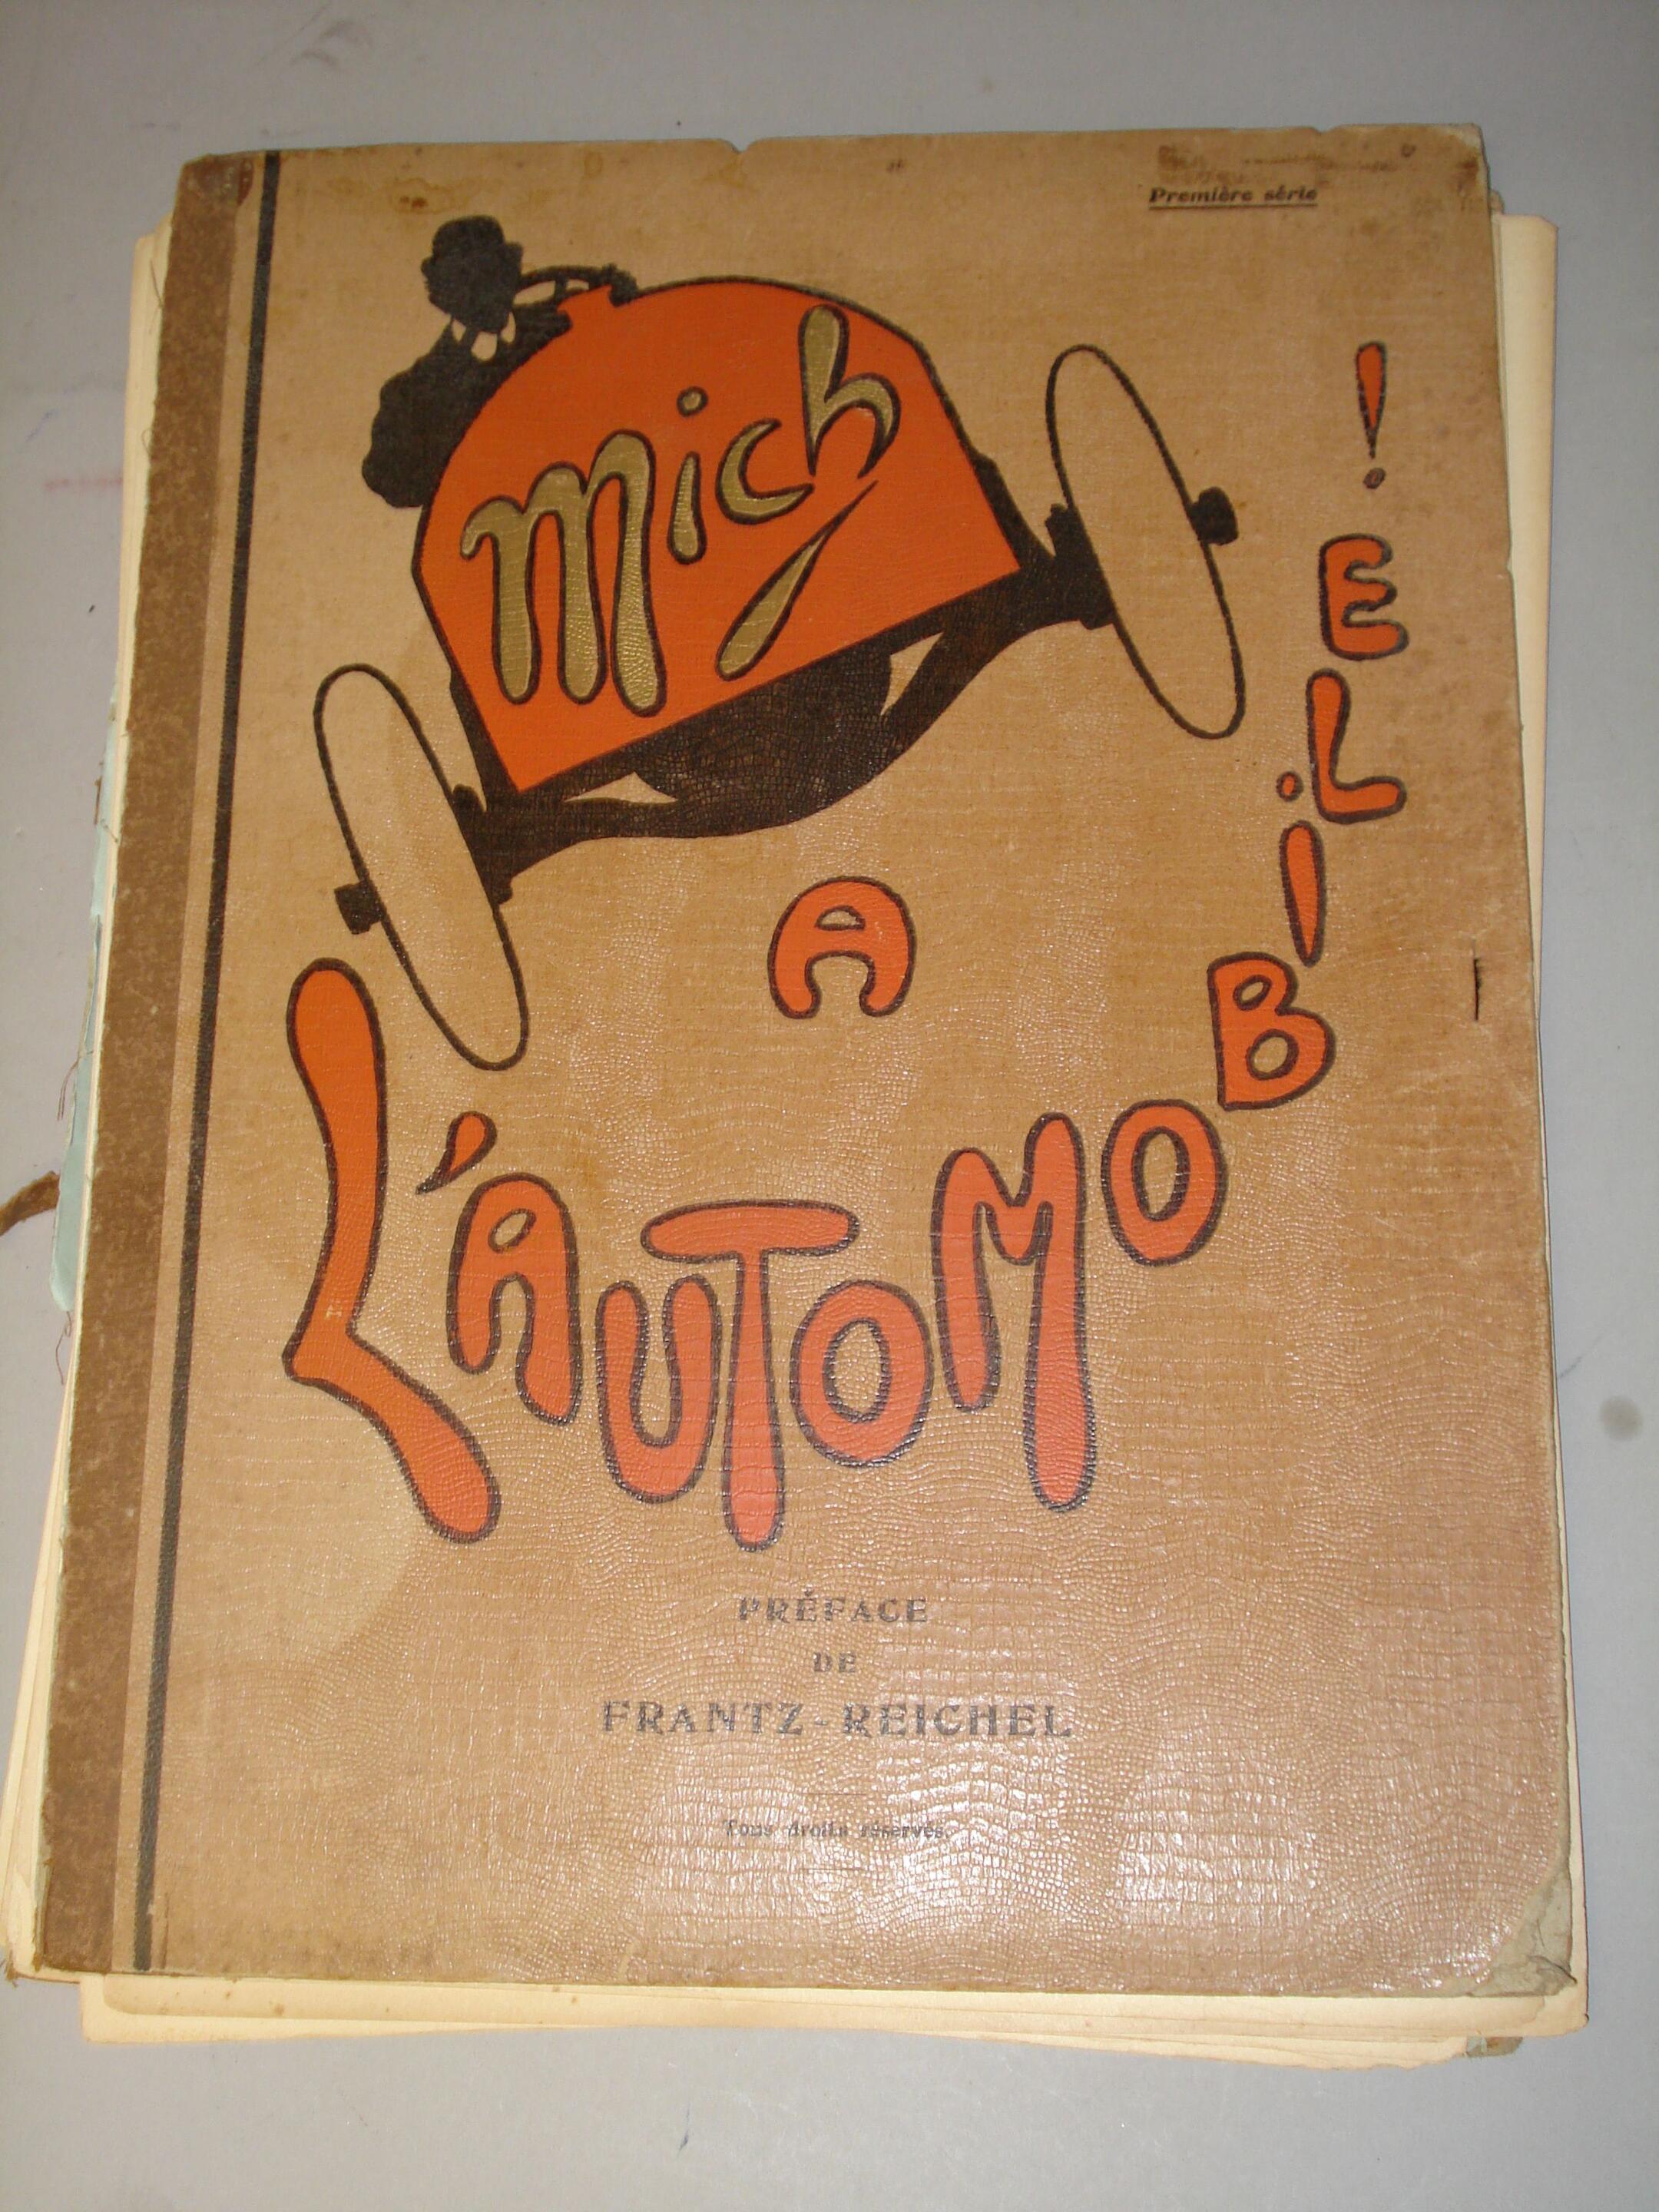 Première série
Mich
A
L'AUTOMOBiLE!
PRÉFACE
DE
FRANTZ-REICHEL
Tous droits réservés.